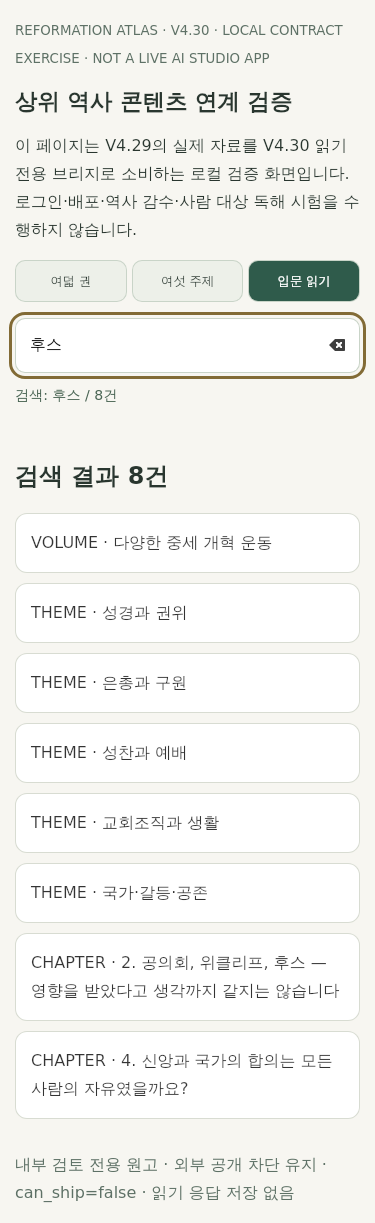 REFORMATION ATLAS · V4.30 · LOCAL CONTRACT
EXERCISE · NOT A LIVE AI STUDIO APP
상위 역사 콘텐츠 연계 검증
이 페이지는 V4.29의 실제 자료를 V4.30 읽기
전용 브리지로 소비하는 로컬 검증 화면입니다.
로그인·배포·역사 감수·사람 대상 독해 시험을 수
행하지 않습니다.
여덟 권
여섯 주제
입문 읽기
후스
검색: 후스 / 8건
검색 결과 8건
VOLUME · 다양한 중세 개혁 운동
THEME · 성경과 권위
THEME · 은총과 구원
THEME · 성찬과 예배
THEME · 교회조직과 생활
THEME · 국가·갈등·공존
CHAPTER · 2. 공의회, 위클리프, 후스 —
영향을 받았다고 생각까지 같지는 않습니다
CHAPTER · 4. 신앙과 국가의 합의는 모든
사람의 자유였을까요?
내부 검토 전용 원고 · 외부 공개 차단 유지 ·
can_ship=false · 읽기 응답 저장 없음